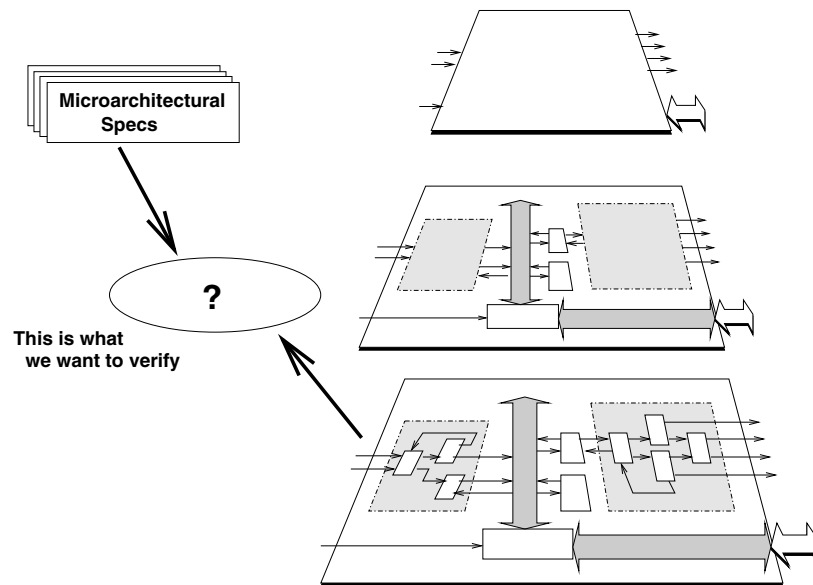 Microarchitectural
Specs
?
This is what
we want to verify